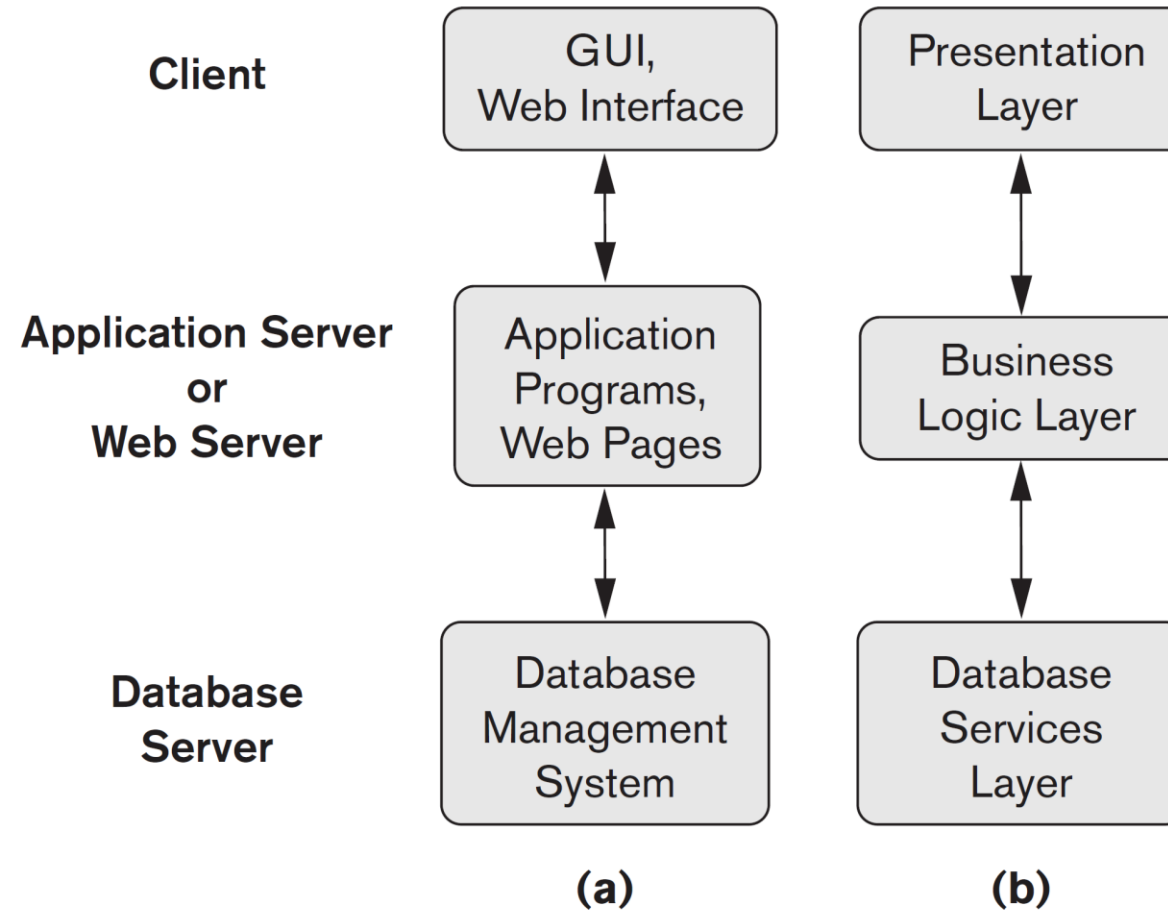 Client
GUI,
Web Interface
Presentation
Layer
Application Server
or
Web Server
Application
Programs,
Web Pages
Business
Logic Layer
Database
Server
Database
Management
System
Database
Services
Layer
(a)
(b)